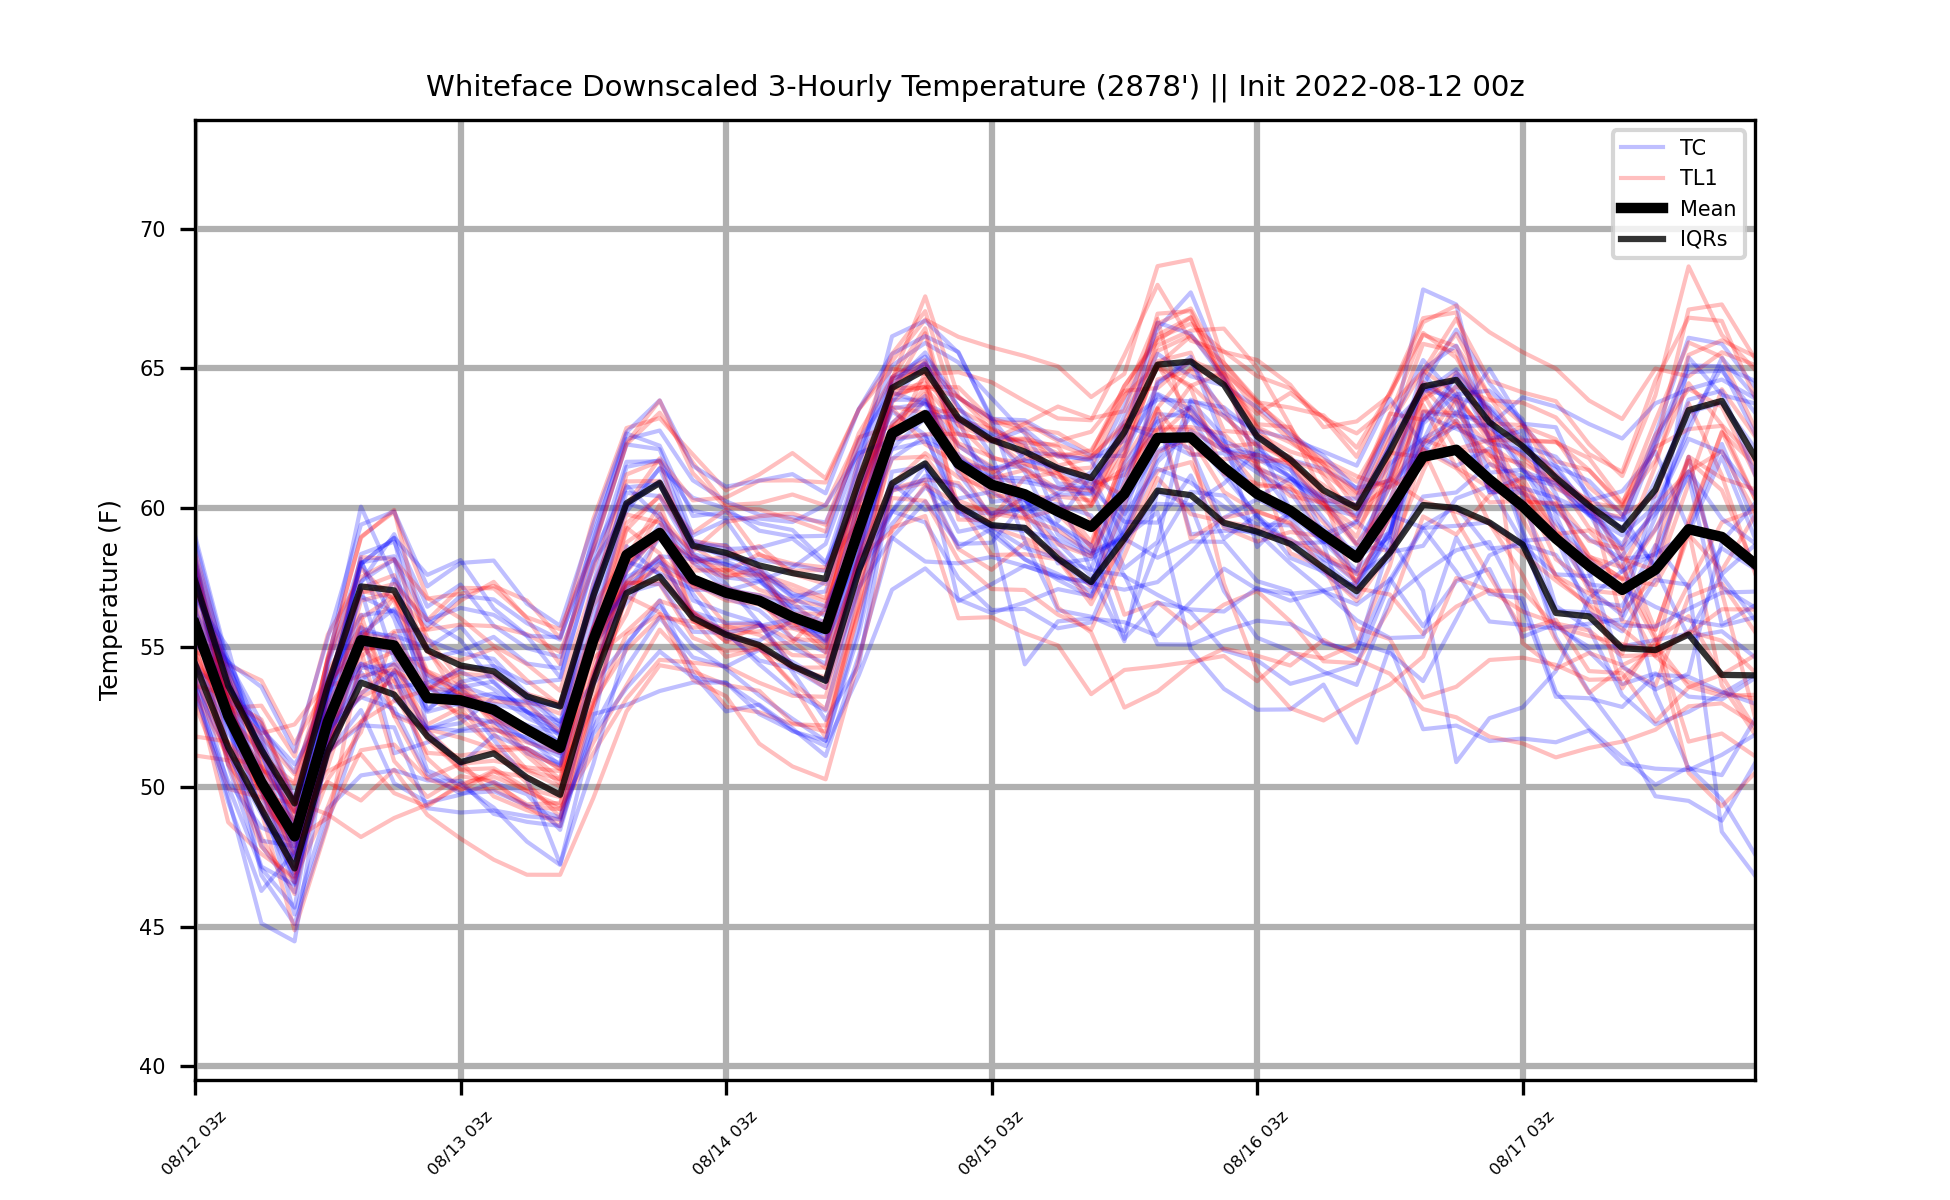 Whiteface Downscaled 3-Hourly Temperature (2878') || Init 2022-08-12 00z
TC
TL1
Mean
IQRs
Temperature (F)
70
65
60
55
50
45
40
08/12 03z
08/13 03z
08/14 03z
08/15 03z
08/16 03z
08/17 03z